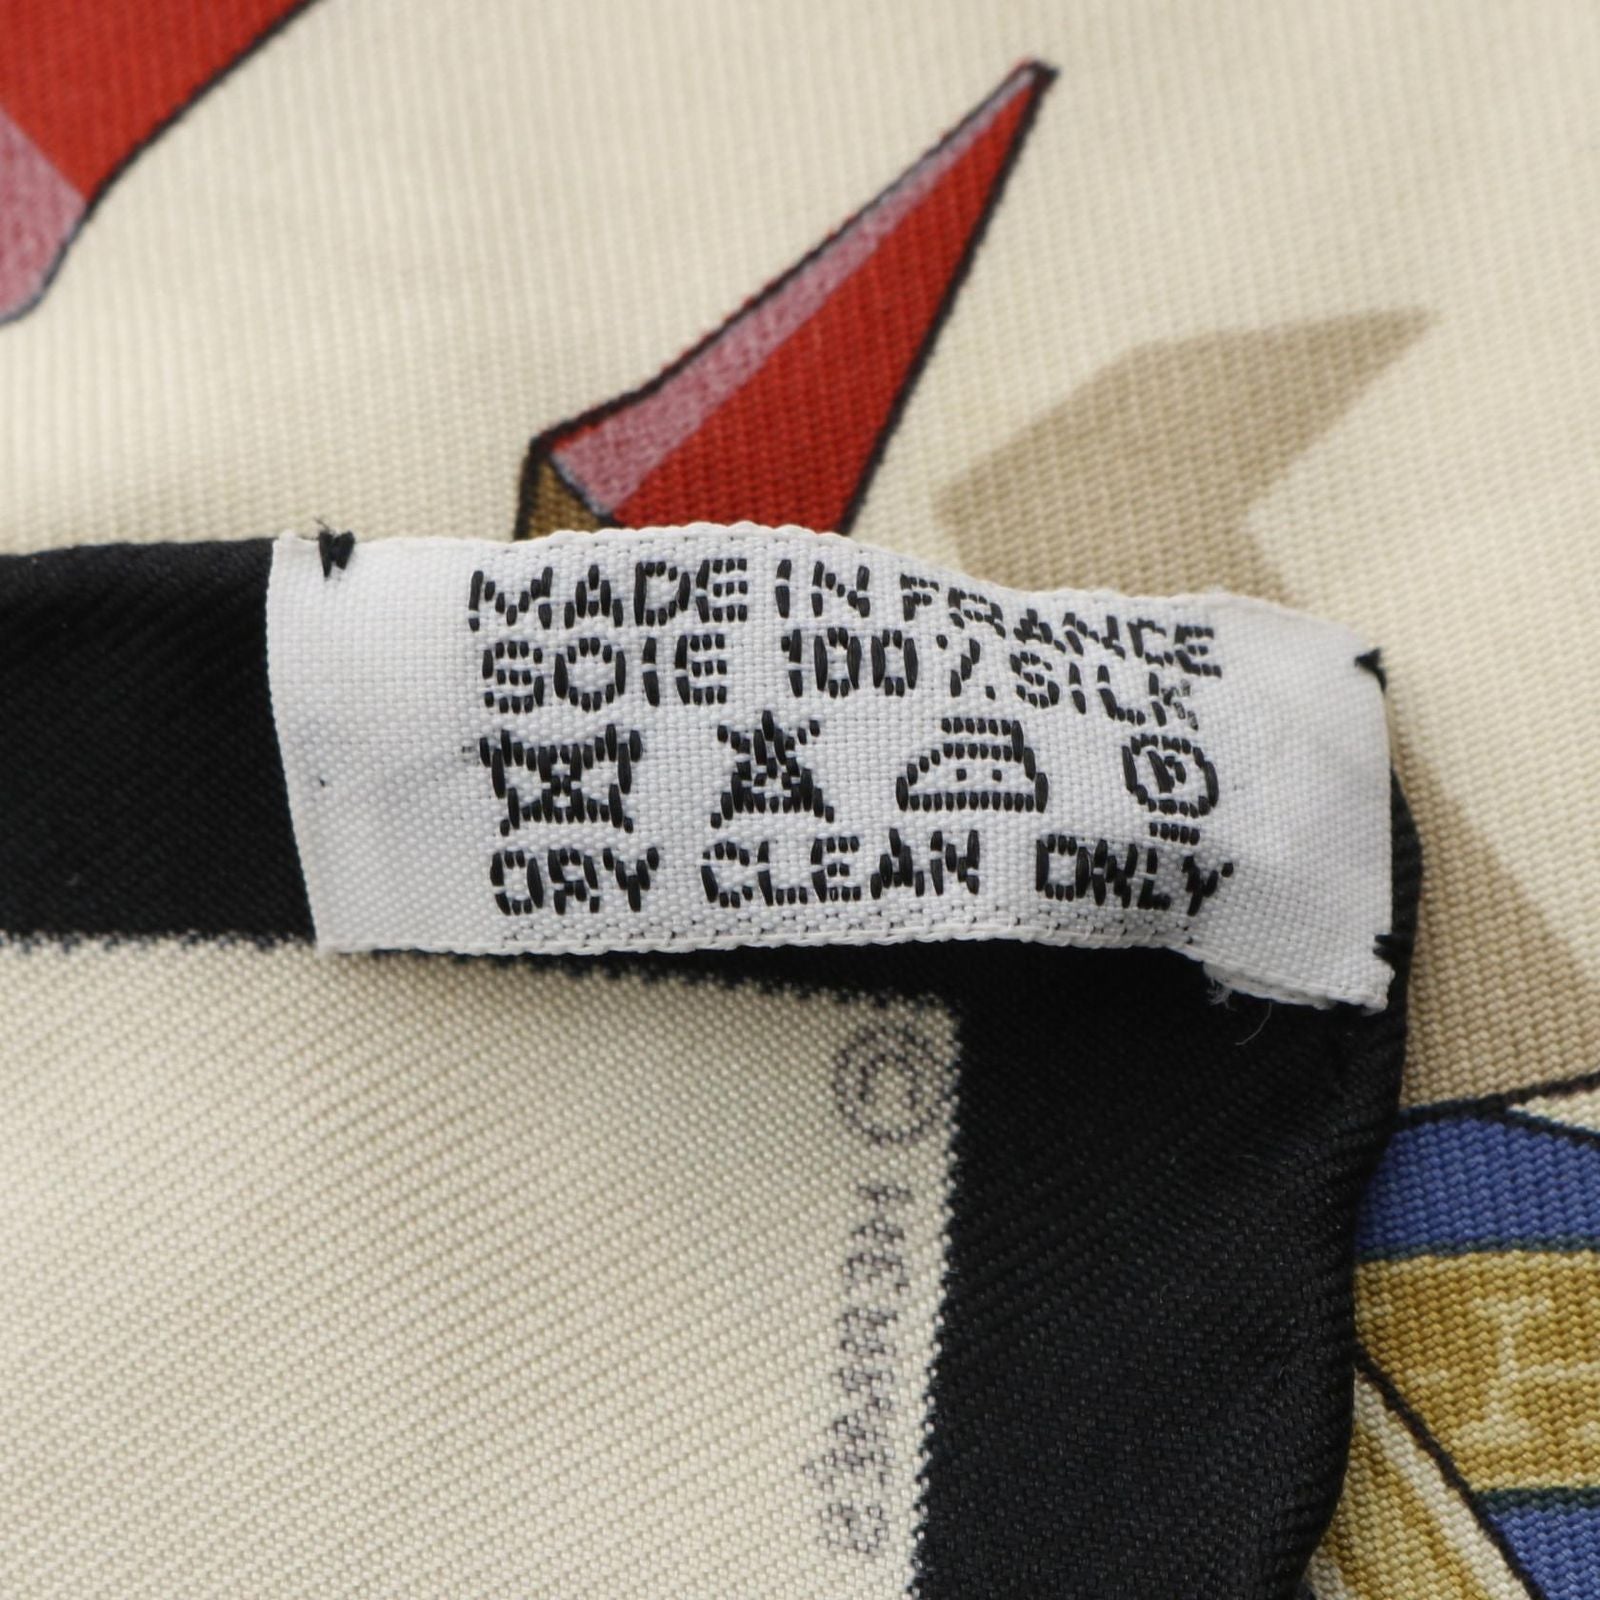 MADE IN FRANCE
SOIE 100% SILK
P
DRY CLEAN ONLY
©